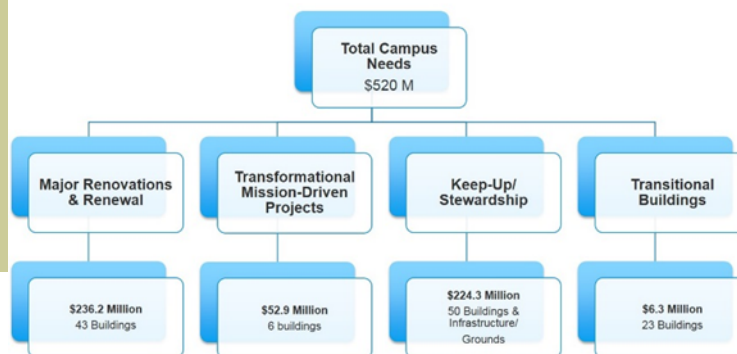 Total Campus
Needs
$520 M
Major Renovations
& Renewal
Transformational
Mission-Driven
Projects
Keep-Up/
Stewardship
Transitional
Buildings
$236.2 Million
43 Buildings
$52.9 Million
6 buildings
$224.3 Million
50 Buildings &
Infrastructure/
Grounds
$6.3 Million
23 Buildings